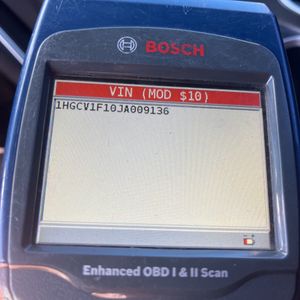 BOSCH
VIN (MOD $10)
1HGCV1F10JA009136
Enhanced OBD I & II Scan